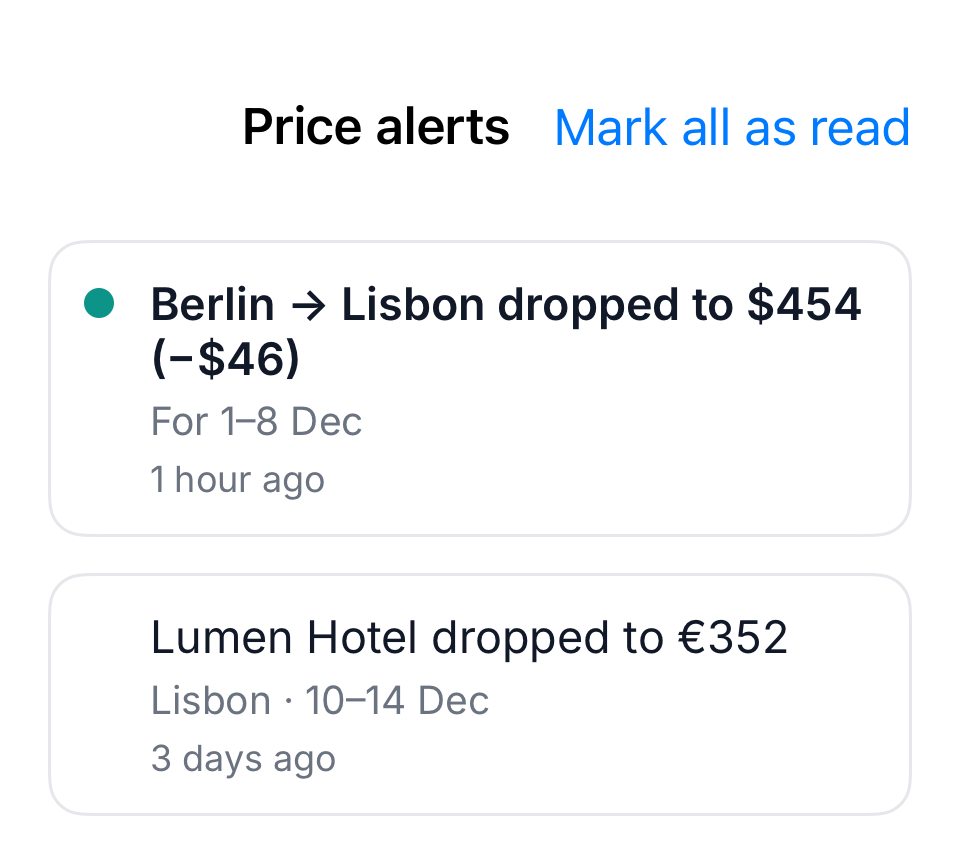 Price alerts
Mark all as read
Berlin → Lisbon dropped to $454
(−$46)
For 1–8 Dec
1 hour ago
Lumen Hotel dropped to €352
Lisbon · 10–14 Dec
3 days ago